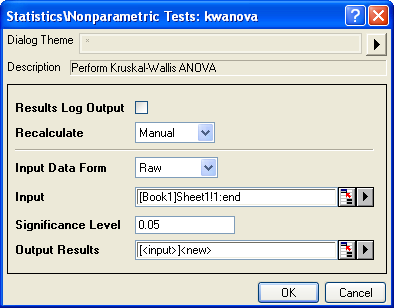 Statistics\Nonparametric Tests: kwanova
Dialog Theme *
Description Perform Kruskal-Wallis ANOVA
Results Log Output
Recalculate Manual
Input Data Form Raw
Input [Book1]Sheet1!1:end
Significance Level 0.05
Output Results [<input>]<new>
OK Cancel